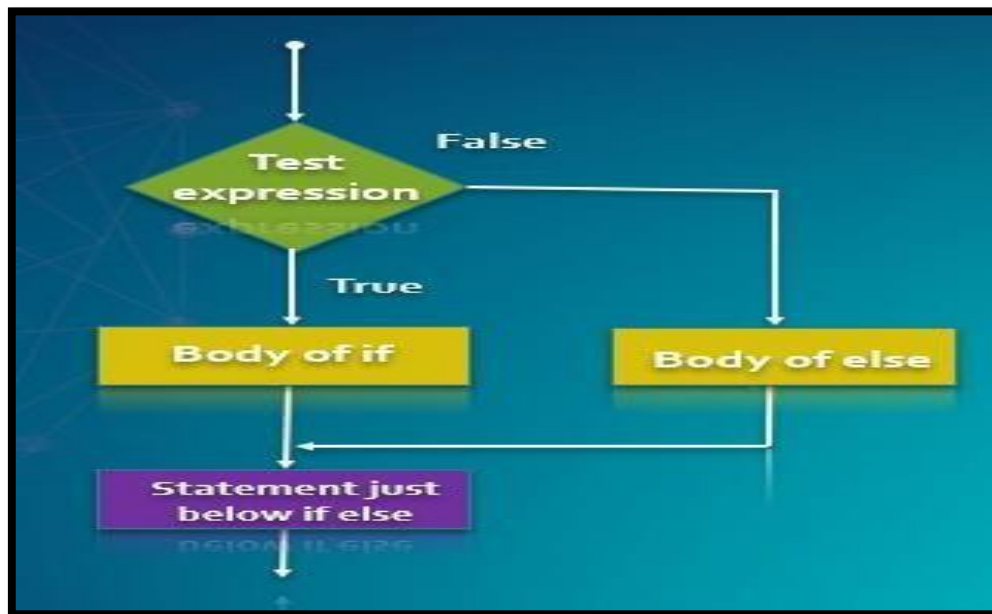 False
Test
expression
True
Body of if
Body of else
Statement just
below if else